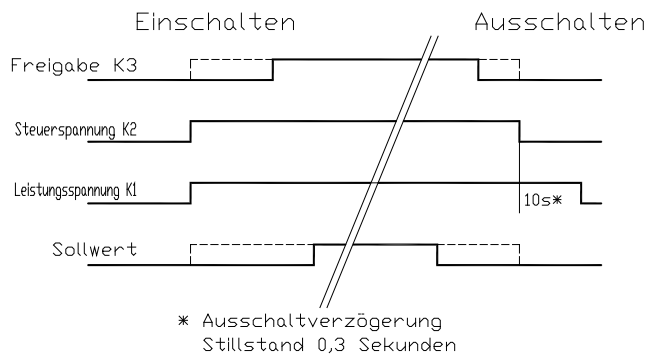 Einschalten
Ausschalten
Freigabe K3
Steuerspannung K2
Leistungsspannung K1
10s*
Sollwert
* Ausschaltverzögerung
Stillstand 0,3 Sekunden